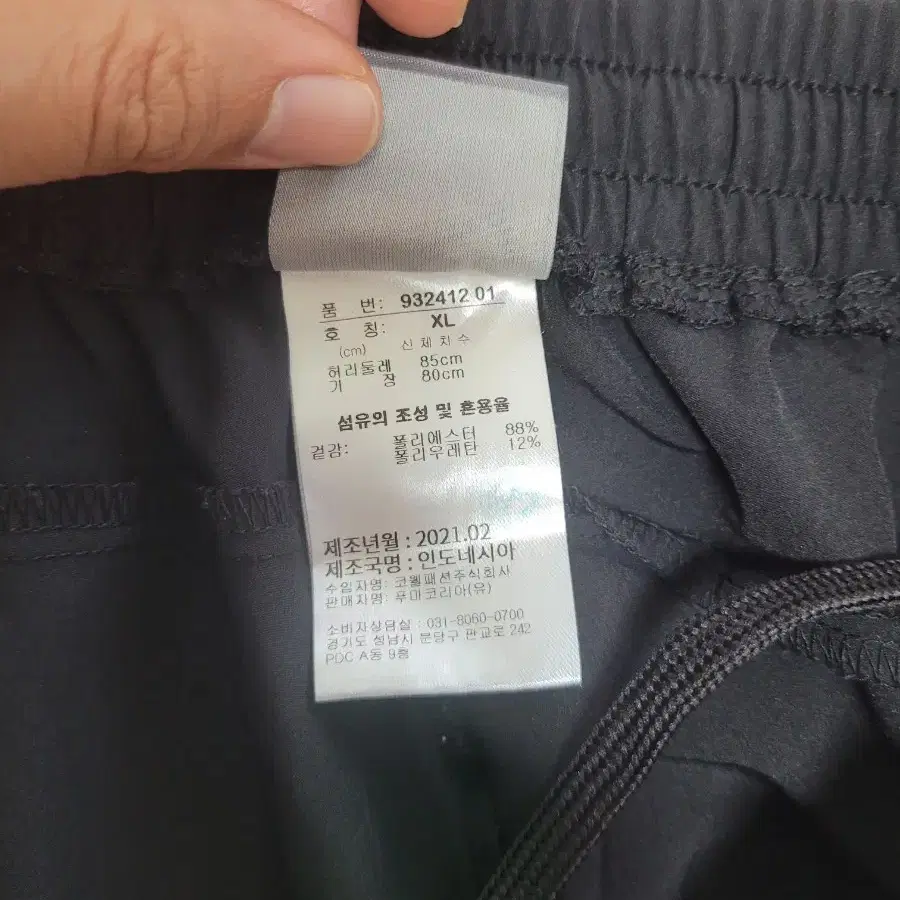 품 번: 932412 01
호 칭: XL
(cm) 신체치수
허리둘레 85cm
기 장 80cm
섬유의 조성 및 혼용율
겉감: 폴리에스터 88%
폴리우레탄 12%
제조년월 : 2021.02
제조국명 : 인도네시아
수입자명: 코웰패션주식회사
판매자명: 푸마코리아(유)
소비자상담실 : 031-8060-0700
경기도 성남시 분당구 판교로 242
PDC A동 9층